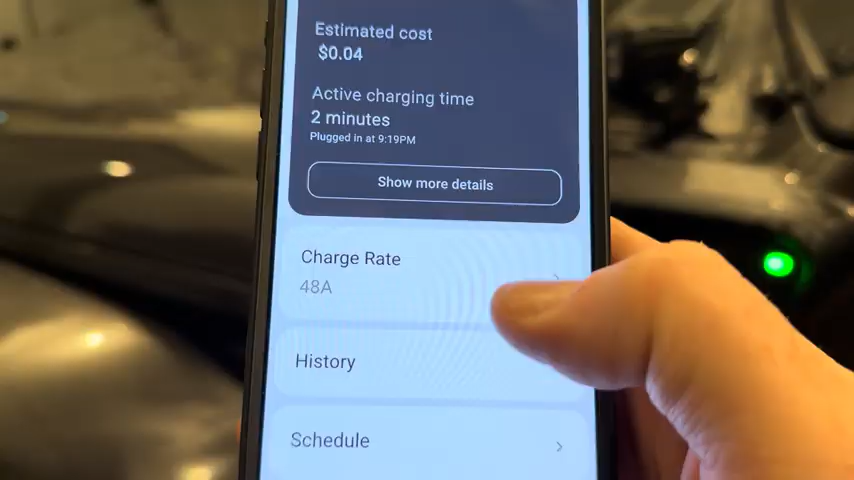 Estimated cost
$0.04
Active charging time
2 minutes
Plugged in at 9:19PM
Show more details
Charge Rate
48A
History
Schedule